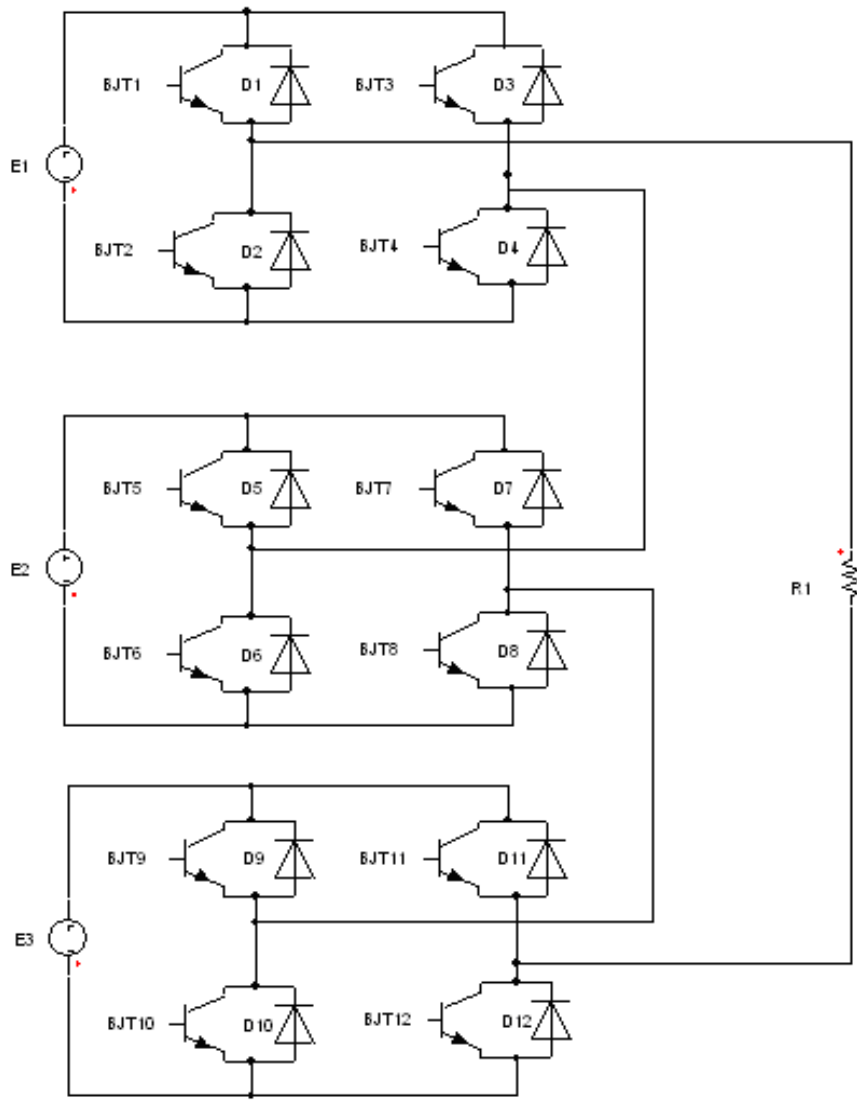 BJT1 D1 BJT3 D3
E1
BJT2 D2 BJT4 D4
BJT5 D5 BJT7 D7
E2 R1
BJT6 D6 BJT8 D8
BJT9 D9 BJT11 D11
E3
BJT10 D10 BJT12 D12